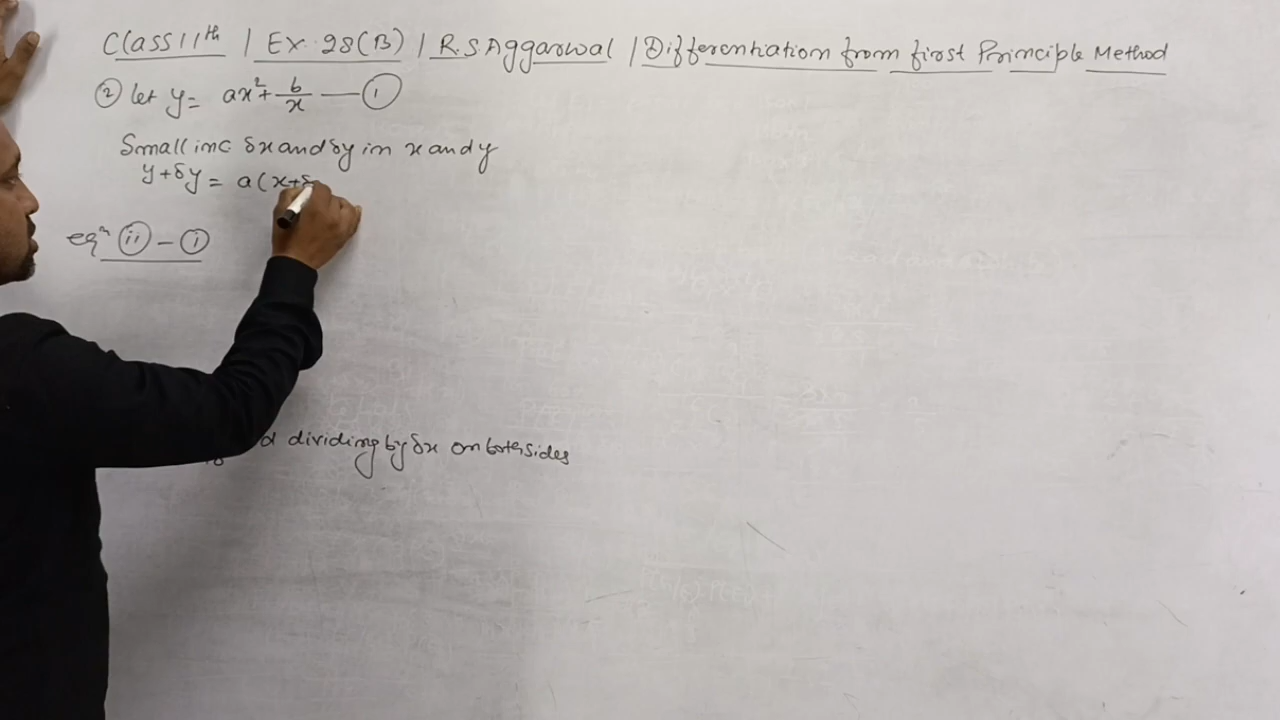 Class 11th | Ex. 28(B) | R.S Aggarwal | Differentiation from first Principle Method
② let y = ax² + b/x —— ①
Small inc δx and δy in x and y
y+δy = a(x+δ
eqⁿ ⓘⓘ - ⓘ
dividing by δx on both sides